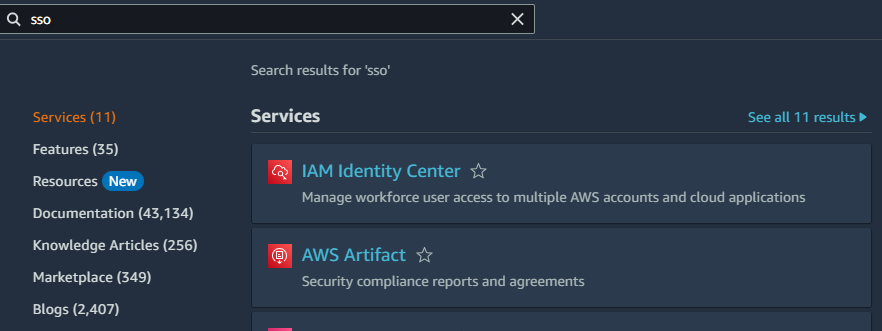 sso
Search results for 'sso'
Services (11)
Features (35)
Resources New
Documentation (43,134)
Knowledge Articles (256)
Marketplace (349)
Blogs (2,407)
Services
See all 11 results
IAM Identity Center
Manage workforce user access to multiple AWS accounts and cloud applications
AWS Artifact
Security compliance reports and agreements